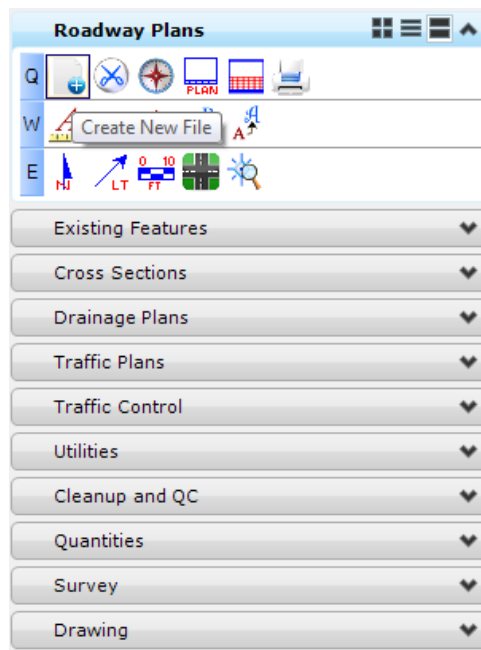 Roadway Plans
Q
PLAN
W
Create New File
A
E
NJ
LT
0 10
FT
Existing Features
Cross Sections
Drainage Plans
Traffic Plans
Traffic Control
Utilities
Cleanup and QC
Quantities
Survey
Drawing